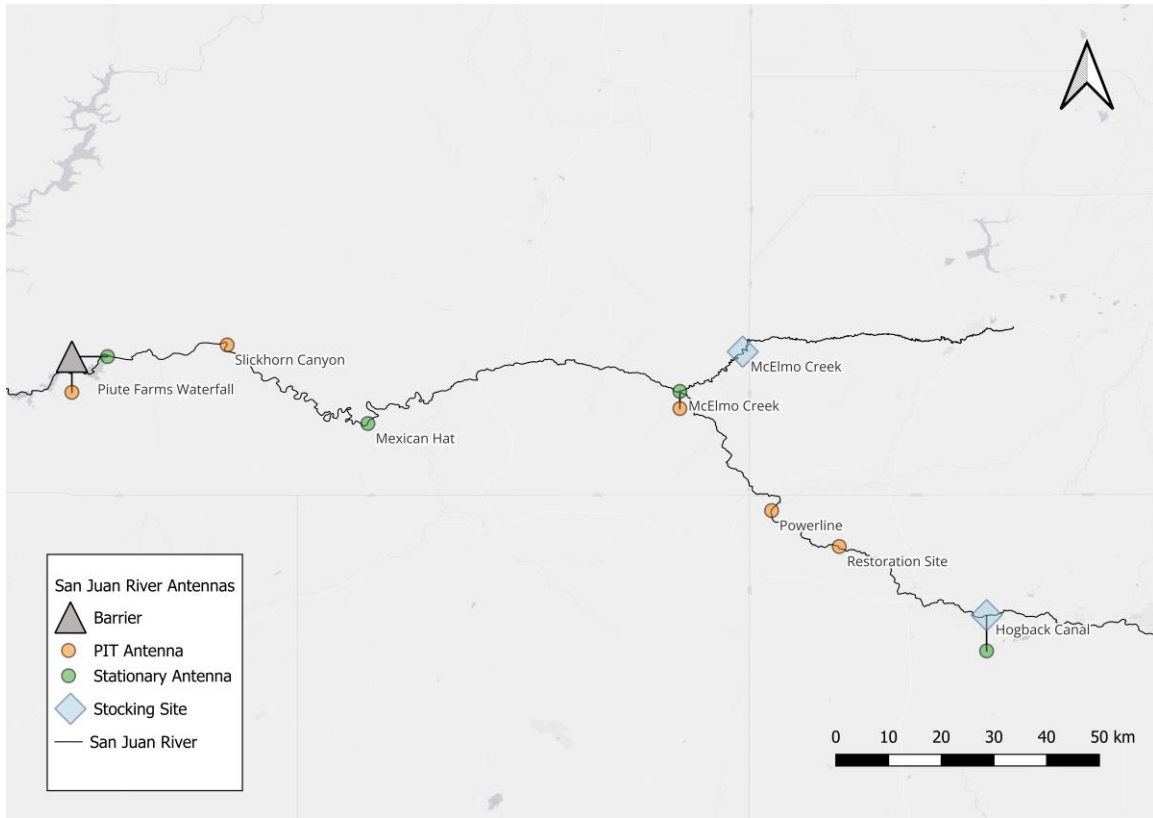 Slickhorn Canyon
McElmo Creek
Piute Farms Waterfall
McElmo Creek
Mexican Hat
Powerline
Restoration Site
Hogback Canal
San Juan River Antennas
Barrier
PIT Antenna
Stationary Antenna
Stocking Site
San Juan River
0 10 20 30 40 50 km